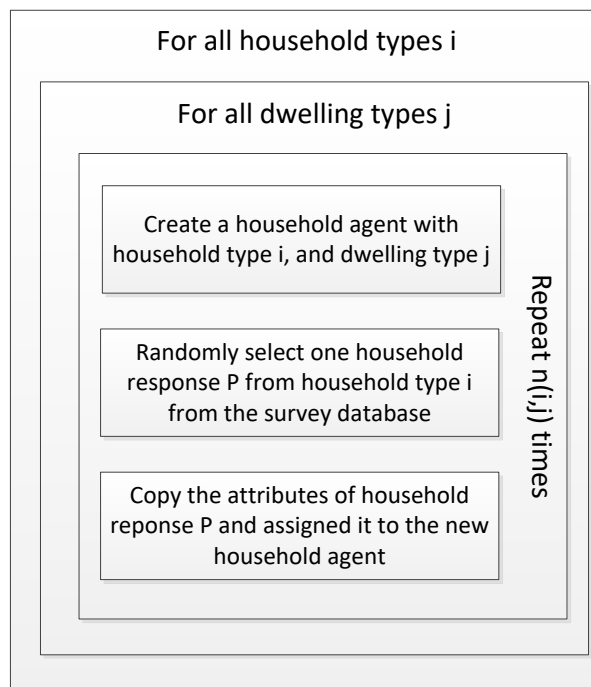 For all household types i
For all dwelling types j
Create a household agent with
household type i, and dwelling type j
Randomly select one household
response P from household type i
from the survey database
Copy the attributes of household
reponse P and assigned it to the new
household agent
Repeat n(i,j) times